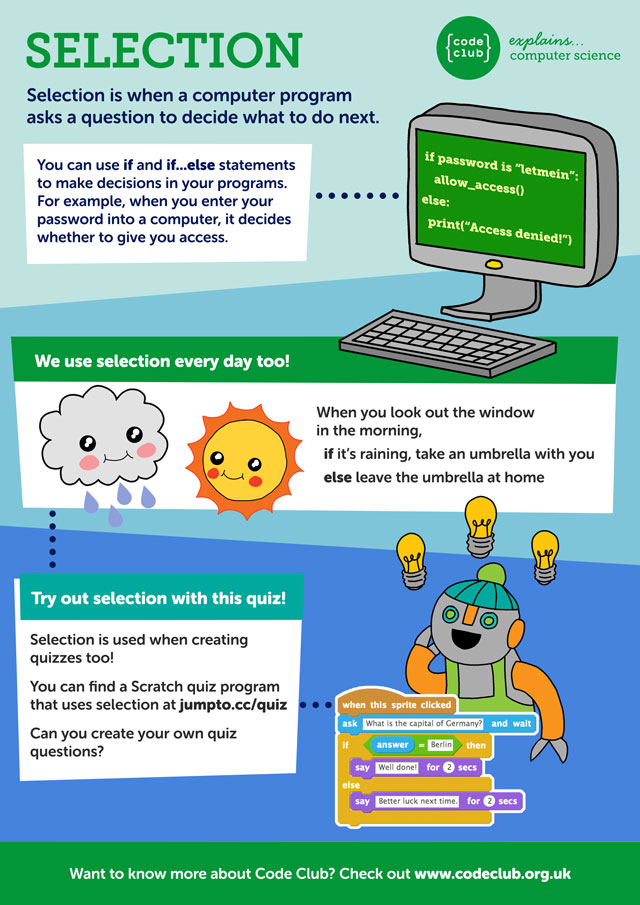 SELECTION
{code
club}
explains...
computer science
Selection is when a computer program
asks a question to decide what to do next.
You can use if and if...else statements
to make decisions in your programs.
For example, when you enter your
password into a computer, it decides
whether to give you access.
if password is "letmein":
allow_access()
else:
print("Access denied!")
We use selection every day too!
When you look out the window
in the morning,
if it's raining, take an umbrella with you
else leave the umbrella at home
Try out selection with this quiz!
Selection is used when creating
quizzes too!
You can find a Scratch quiz program
that uses selection at jumpto.cc/quiz
Can you create your own quiz
questions?
when this sprite clicked
ask What is the capital of Germany? and wait
if answer = Berlin then
say Well done! for 2 secs
else
say Better luck next time. for 2 secs
Want to know more about Code Club? Check out www.codeclub.org.uk